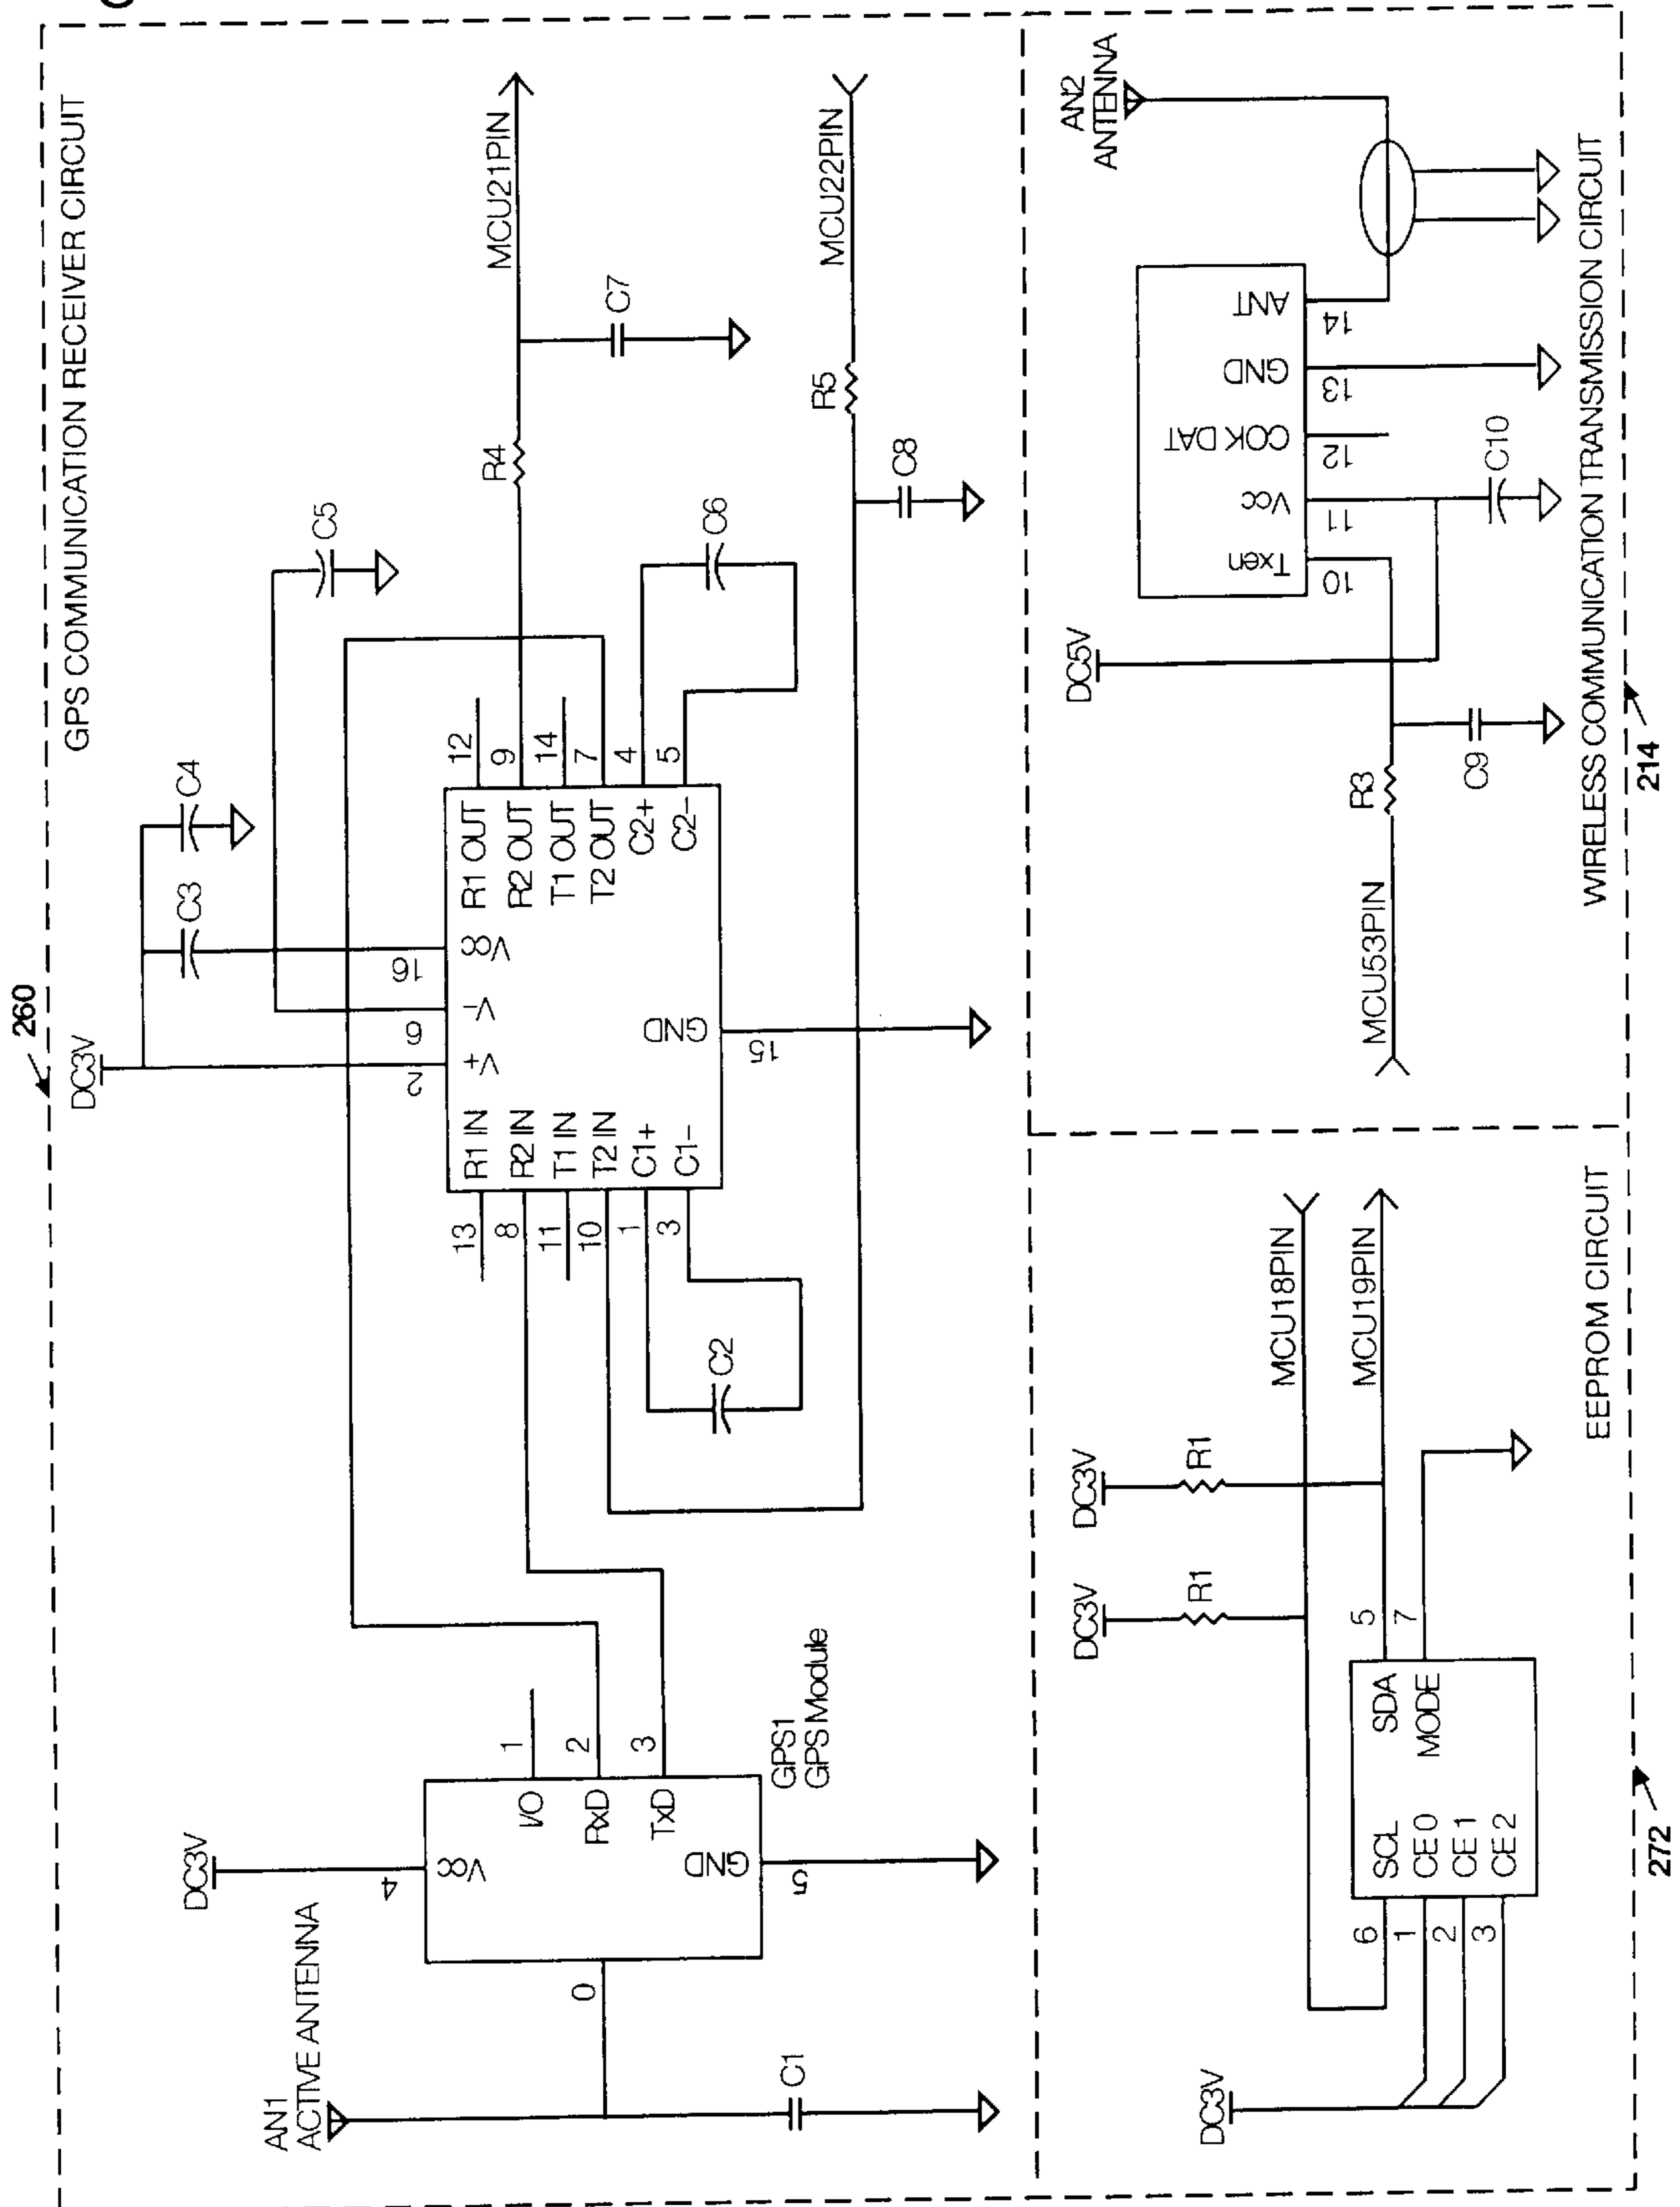 260
GPS COMMUNICATION RECEIVER CIRCUIT
AN1
ACTIVE ANTENNA
C1
0
DC3V
4
Vcc
I/O
RxD
TxD
GND
1
2
3
5
GPS1
GPS Module
DC3V
C3
C4
C5
2
6
16
V+
V-
Vcc
13
8
11
10
1
3
R1 IN
R2 IN
T1 IN
T2 IN
C1+
C1-
C2
GND
15
R1 OUT
R2 OUT
T1 OUT
T2 OUT
C2+
C2-
12
9
14
7
4
5
C6
R4
C7
MCU21PIN
R5
C8
MCU22PIN
DC3V
6
1
2
3
SCL
CE0
CE1
CE2
SDA
MODE
5
7
DC3V
R1
DC3V
R1
MCU18PIN
MCU19PIN
EEPROM CIRCUIT
272
MCU53PIN
R3
C9
DC5V
Txen
Vcc
COK DAT
GND
ANT
10
11
12
13
14
C10
AN2
ANTENNA
WIRELESS COMMUNICATION TRANSMISSION CIRCUIT
214